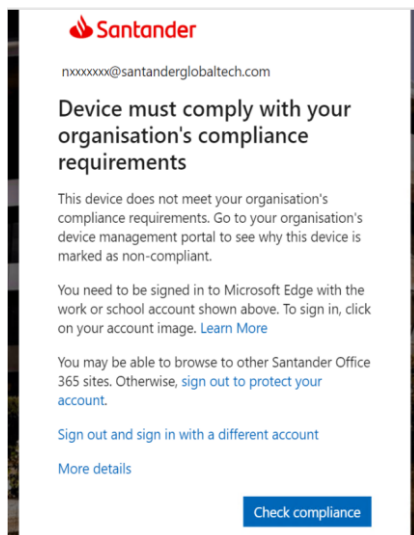 Santander
nxxxxxxx@santanderglobaltech.com
Device must comply with your
organisation's compliance
requirements
This device does not meet your organisation's
compliance requirements. Go to your organisation's
device management portal to see why this device is
marked as non-compliant.
You need to be signed in to Microsoft Edge with the
work or school account shown above. To sign in, click
on your account image. Learn More
You may be able to browse to other Santander Office
365 sites. Otherwise, sign out to protect your
account.
Sign out and sign in with a different account
More details
Check compliance